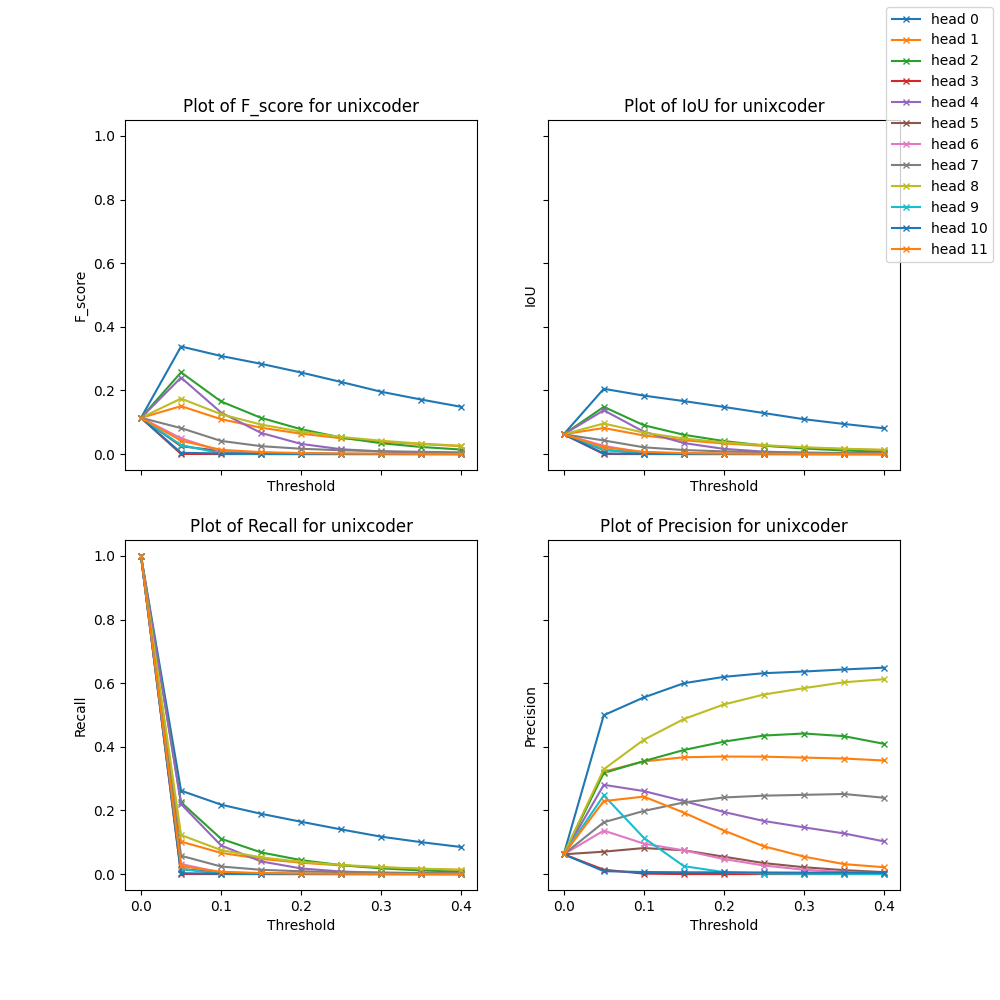 head 0
head 1
head 2
head 3
head 4
head 5
head 6
head 7
head 8
head 9
head 10
head 11
Plot of F_score for unixcoder
1.0
0.8
0.6
0.4
0.2
0.0
F_score
Threshold
Plot of IoU for unixcoder
IoU
Threshold
Plot of Recall for unixcoder
1.0
0.8
0.6
0.4
0.2
0.0
Recall
0.0 0.1 0.2 0.3 0.4
Threshold
Plot of Precision for unixcoder
Precision
0.0 0.1 0.2 0.3 0.4
Threshold